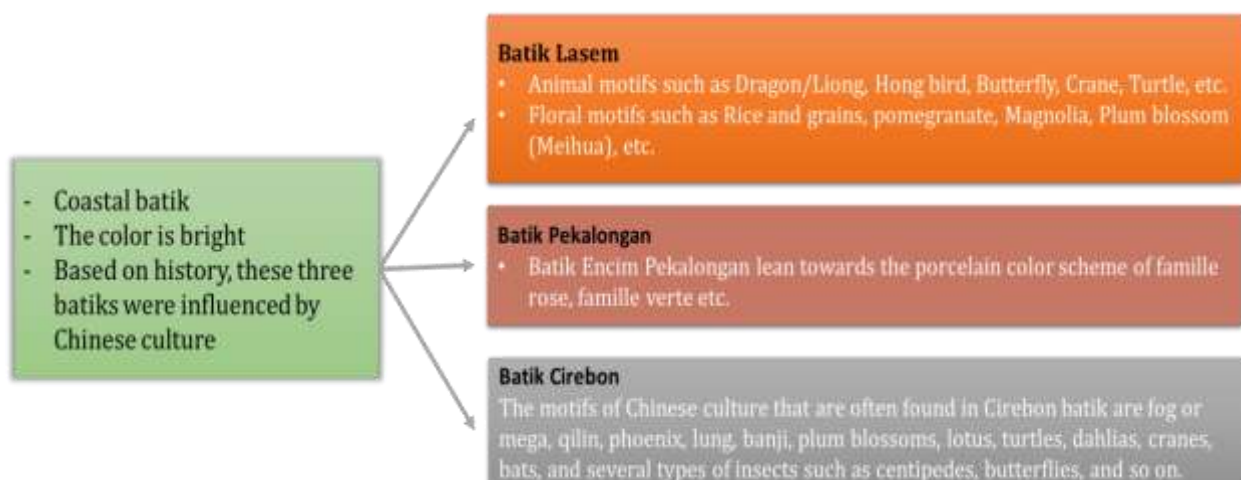 - Coastal batik
- The color is bright
- Based on history, these three
batiks were influenced by
Chinese culture
Batik Lasem
• Animal motifs such as Dragon/Liong, Hong bird, Butterfly, Crane, Turtle, etc.
• Floral motifs such as Rice and grains, pomegranate, Magnolia, Plum blossom
(Meihua), etc.
Batik Pekalongan
• Batik Encim Pekalongan lean towards the porcelain color scheme of famille
rose, famille verte etc.
Batik Cirebon
The motifs of Chinese culture that are often found in Cirebon batik are fog or
mega, qilin, phoenix, lung, banji, plum blossoms, lotus, turtles, dahlias, cranes,
bats, and several types of insects such as centipedes, butterflies, and so on.